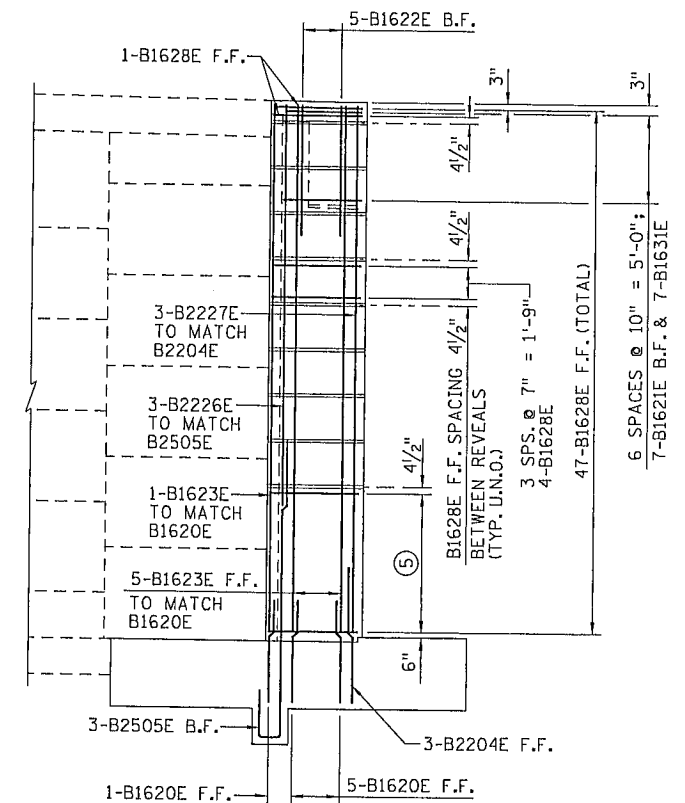 5-B1622E B.F.
1-B1628E F.F.
3"
3"
4½"
4½"
3-B2227E
TO MATCH
B2204E
3-B2226E
TO MATCH
B2505E
1-B1623E
TO MATCH
B1620E
5-B1623E F.F.
TO MATCH
B1620E
4½"
5
6"
B1628E F.F. SPACING 4½"
BETWEEN REVEALS
(TYP. U.N.O.)
3 SPS. @ 7" = 1'-9"
4-B1628E
47-B1628E F.F. (TOTAL)
6 SPACES @ 10" = 5'-0";
7-B1621E B.F. & 7-B1631E
3-B2505E B.F.
3-B2204E F.F.
1-B1620E F.F.
5-B1620E F.F.